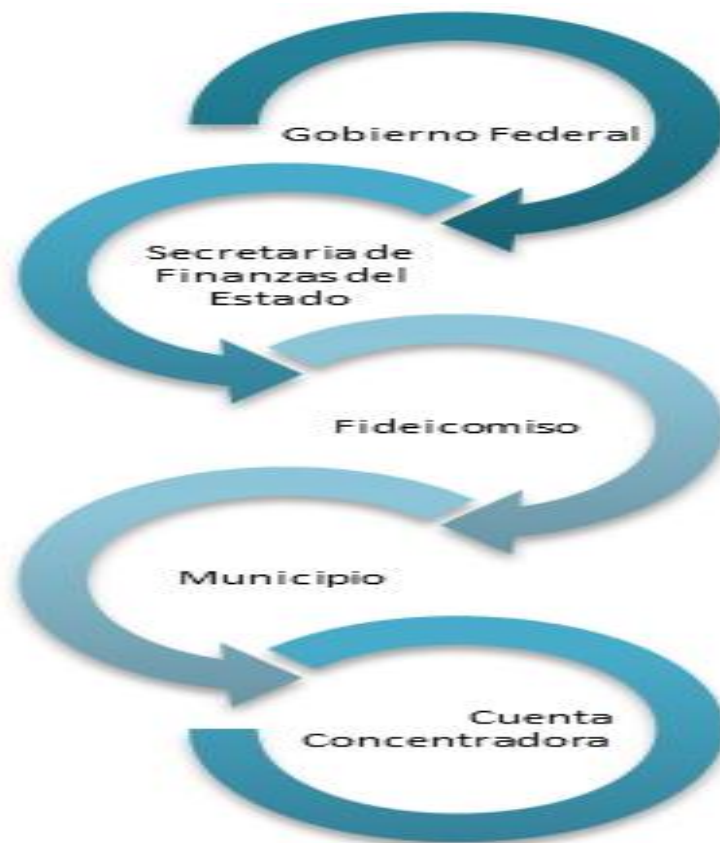 Gobierno Federal
Secretaria de
Finanzas del
Estado
Fideicomiso
Municipio
Cuenta
Concentradora